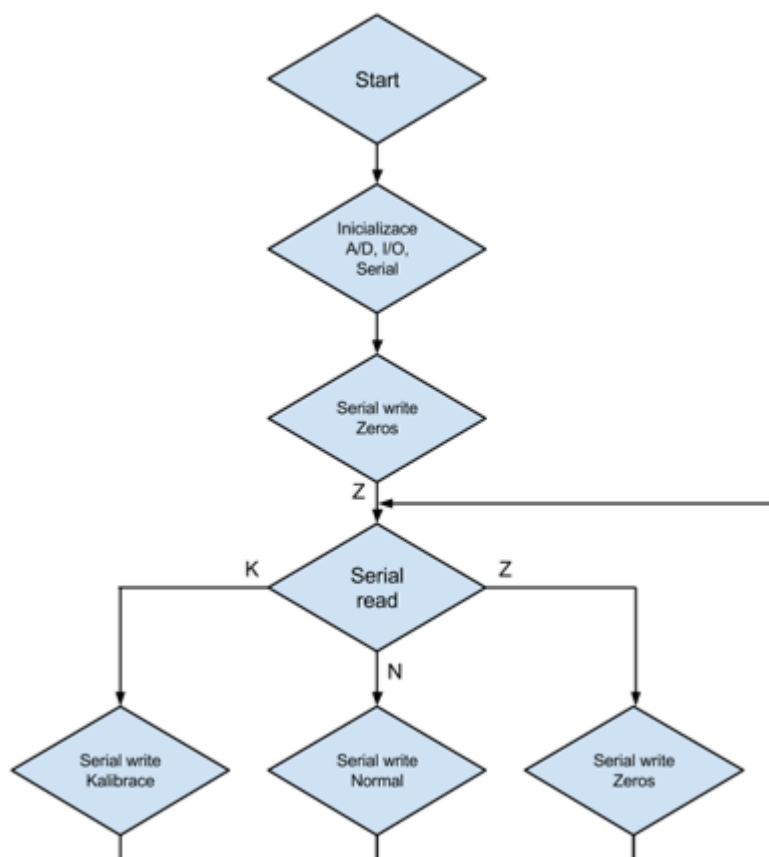 Start
Inicializace
A/D, I/O,
Serial
Serial write
Zeros
Z
K
Serial
read
Z
N
Serial write
Kalibrace
Serial write
Normal
Serial write
Zeros